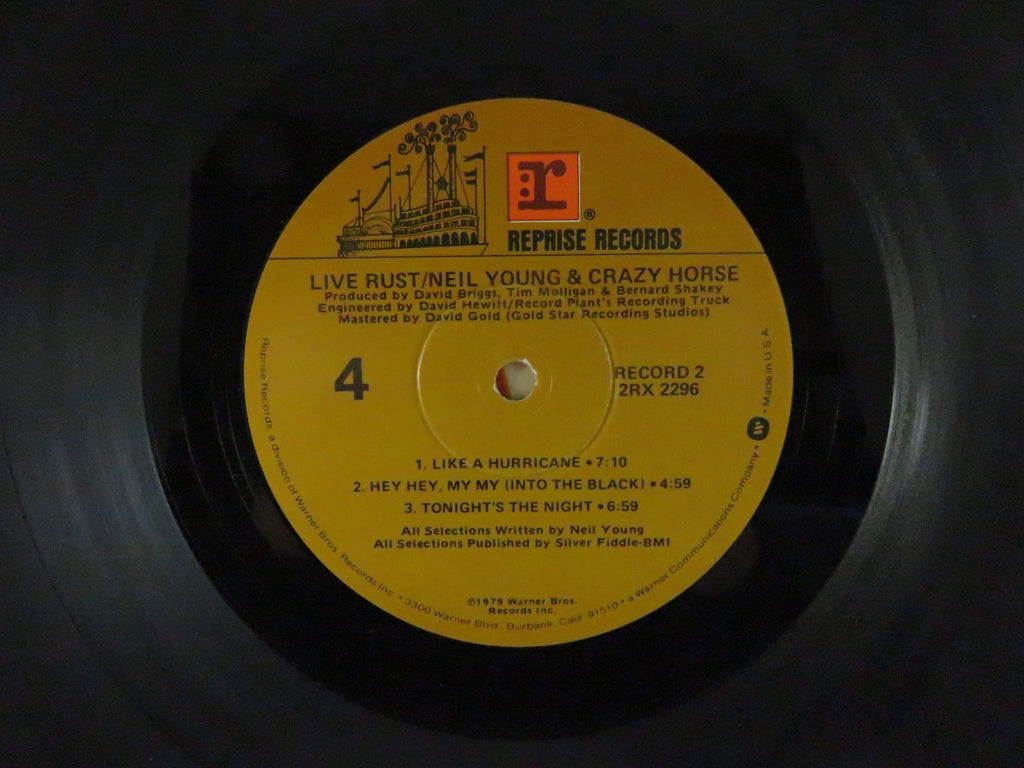 r
®
REPRISE RECORDS
LIVE RUST/NEIL YOUNG & CRAZY HORSE
Produced by David Briggs, Tim Mulligan & Bernard Shakey
Engineered by David Hewitt/Record Plant's Recording Truck
Mastered by David Gold (Gold Star Recording Studios)
4
RECORD 2
2RX 2296
1. LIKE A HURRICANE • 7:10
2. HEY HEY, MY MY (INTO THE BLACK) • 4:59
3. TONIGHT'S THE NIGHT • 6:59
All Selections Written by Neil Young
All Selections Published by Silver Fiddle-BMI
℗1979 Warner Bros.
Records Inc.
Reprise Records, a division of Warner Bros. Records Inc. • 3300 Warner Blvd., Burbank, Calif. 91510 • a Warner Communications Company • Made in U S A